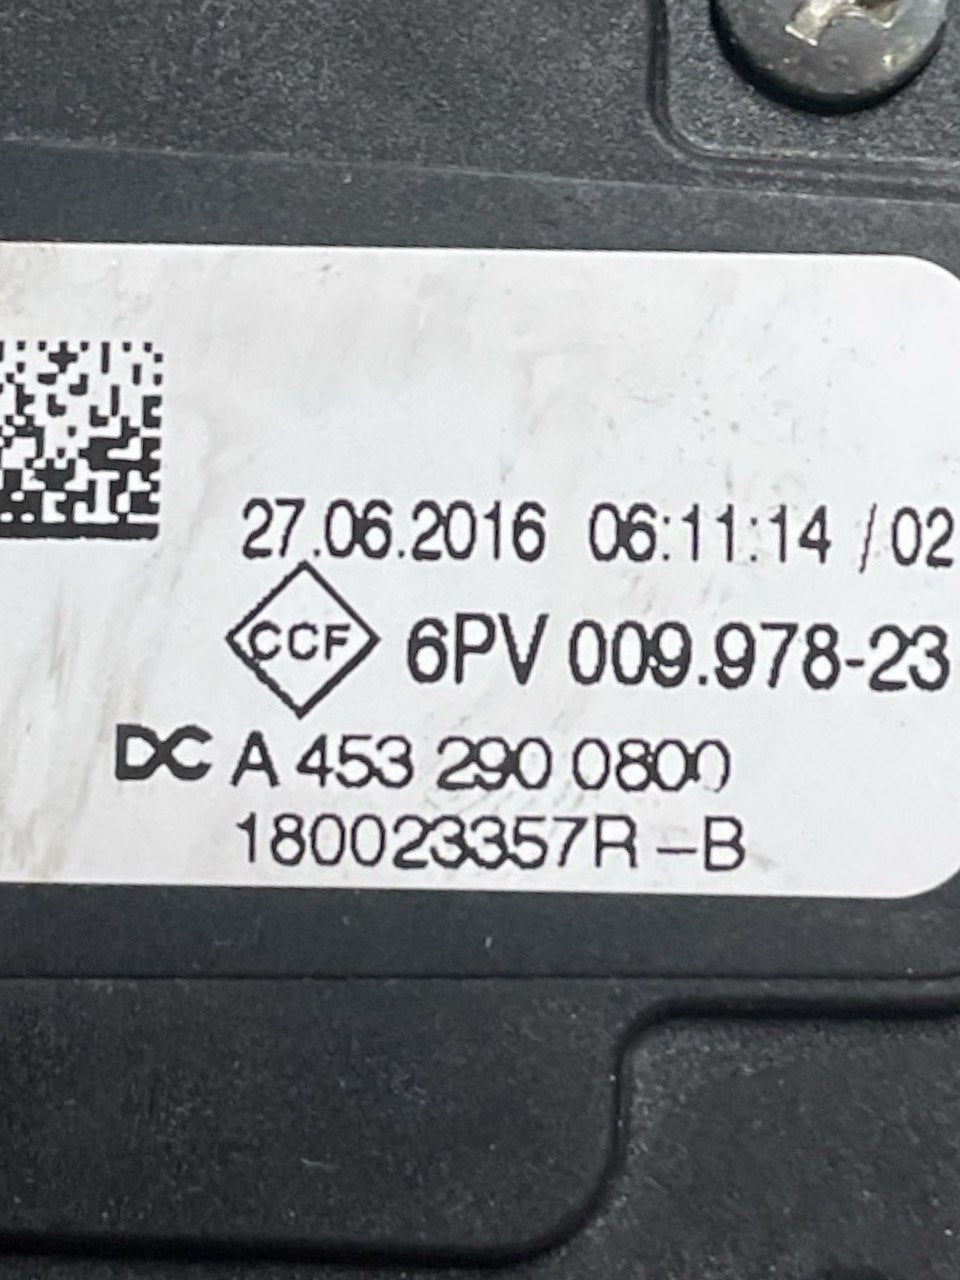 27.06.2016 06:11:14 /02
CCF 6PV 009.978-23
DC A 453 290 0800
180023357R -B